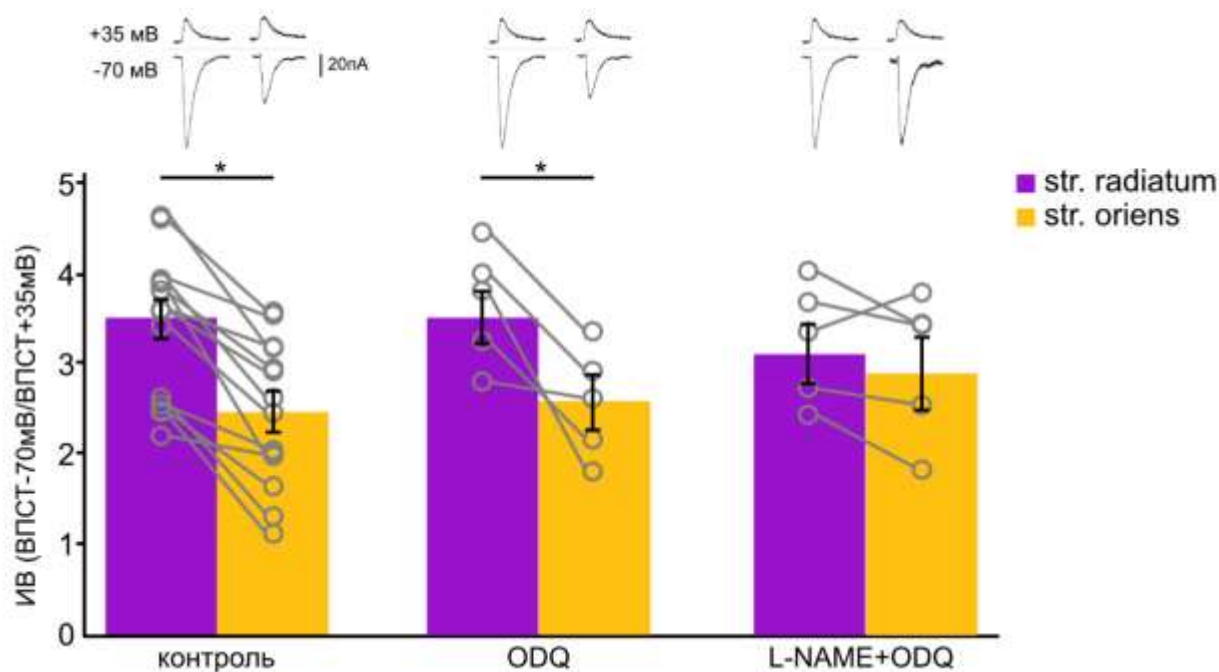 +35 мВ
-70 мВ
20пА
*
*
str. radiatum
str. oriens
ИВ (ВПСТ-70мВ/ВПСТ+35мВ)
5
4
3
2
1
0
контроль
ODQ
L-NAME+ODQ